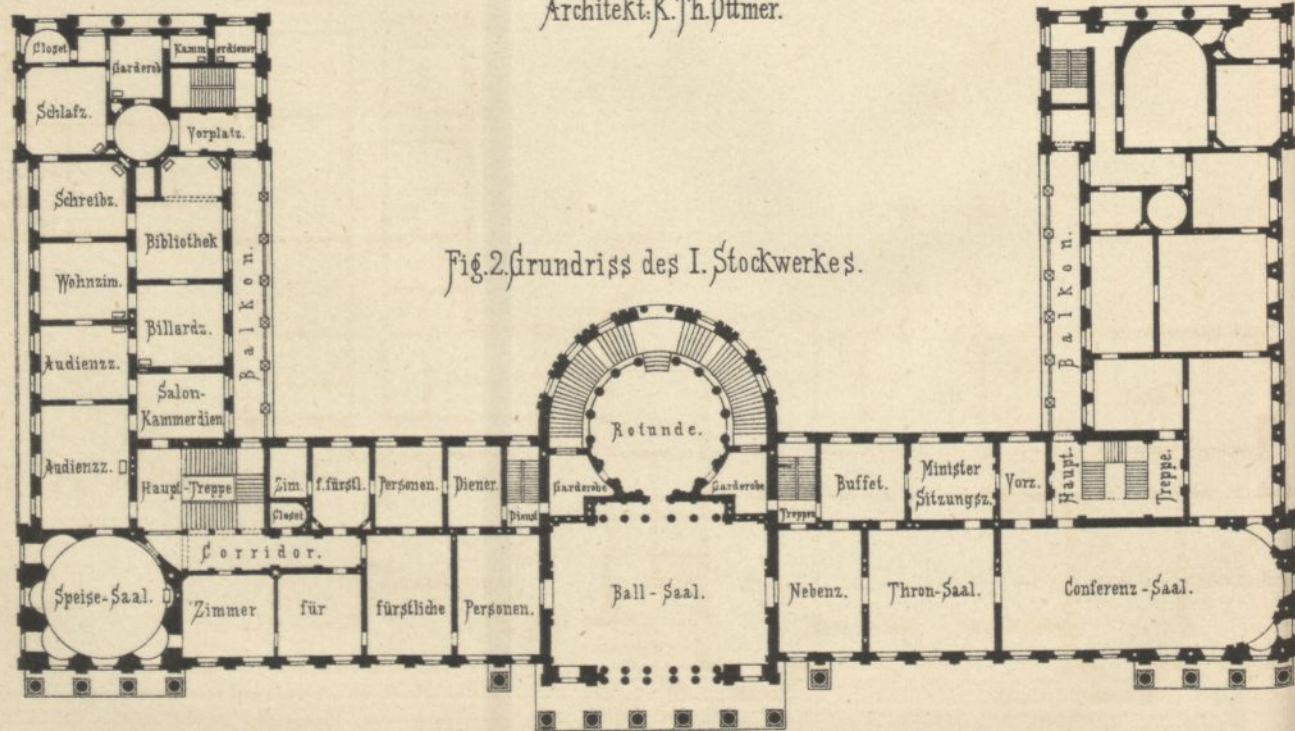 Architekt: K. Th. Ottmer.
Fig. 2. Grundriss des I. Stockwerkes.
Closet
Garderob
Kammerdiener
Schlafz.
Vorplatz.
Schreibz.
Bibliothek
Wohnzim.
Billardz.
Audienzz.
Salon-
Kammerdien.
Audienzz.
Balkon.
Haupt-Treppe
Zim.
f. fürstl.
Personen.
Diener.
Closet
Dienst
Garderobe
Rotunde.
Garderobe
Treppe
Buffet.
Minister
Sitzungsz.
Vorz.
Haupt.
Treppe.
Balkon.
Corridor.
Speise-Saal.
Zimmer
für
fürstliche
Personen.
Ball-Saal.
Nebenz.
Thron-Saal.
Conferenz-Saal.